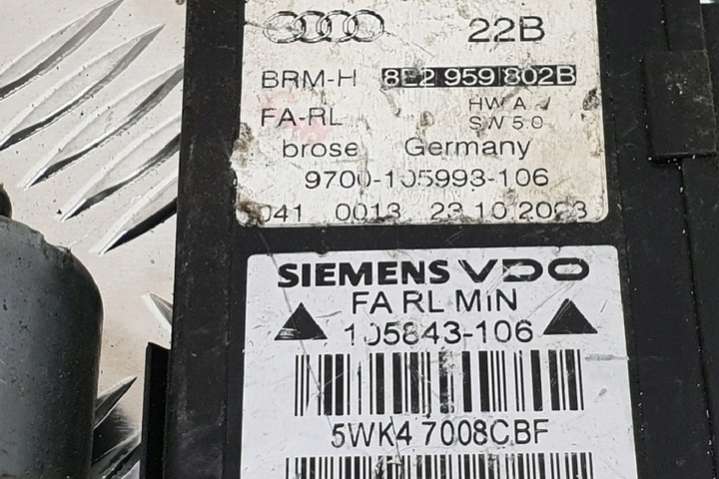 22B
BRM-H 8E2 959 802B
FA-RL HW A
SW 5.0
brose Germany
9700-105993-106
041 0013 23.10.2003
SIEMENS VDO
FA RL MIN
105843-106
5WK4 7008CBF